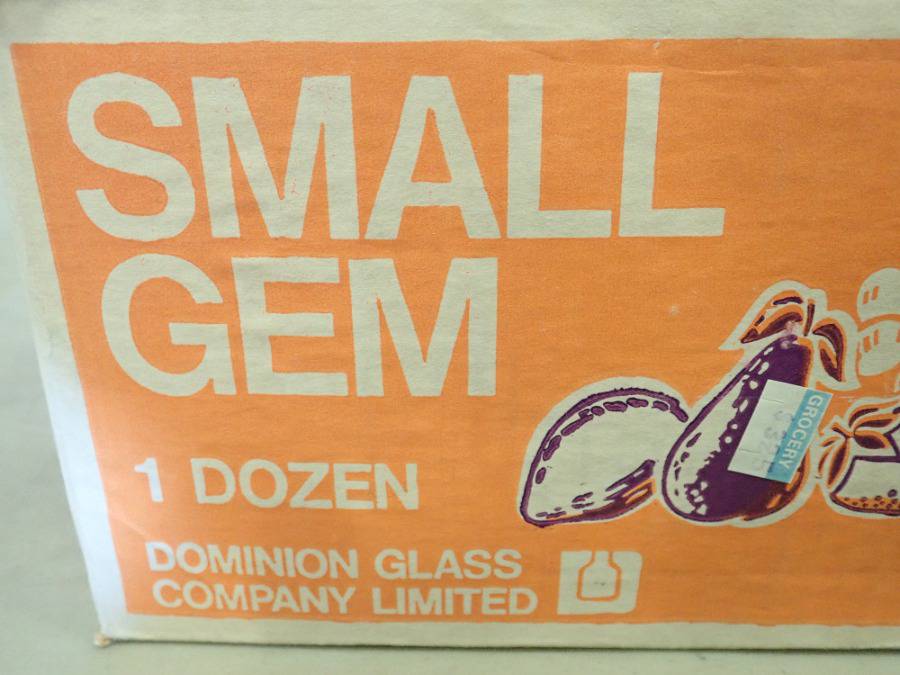 SMALL
GEM
1 DOZEN
DOMINION GLASS
COMPANY LIMITED
GROCERY